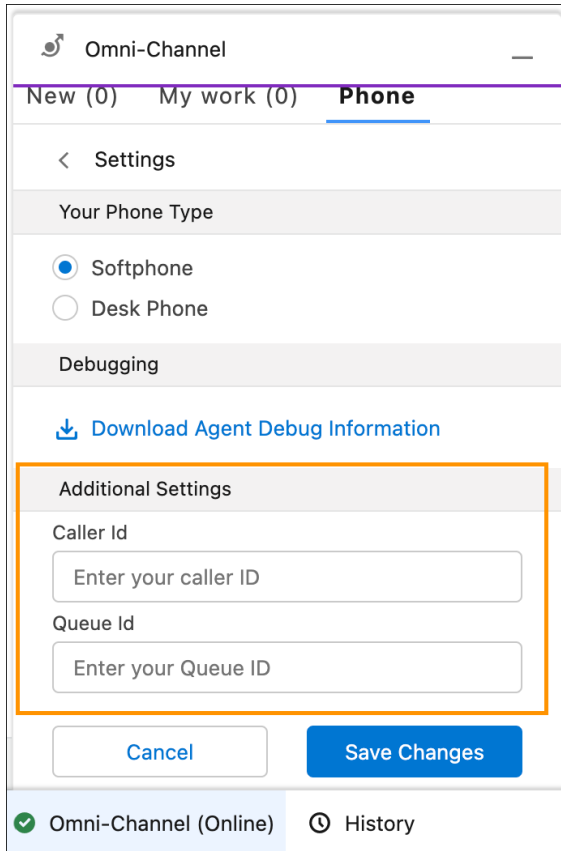 Omni-Channel
New (0) My work (0) Phone
Settings
Your Phone Type
Softphone
Desk Phone
Debugging
Download Agent Debug Information
Additional Settings
Caller Id
Enter your caller ID
Queue Id
Enter your Queue ID
Cancel Save Changes
Omni-Channel (Online) History